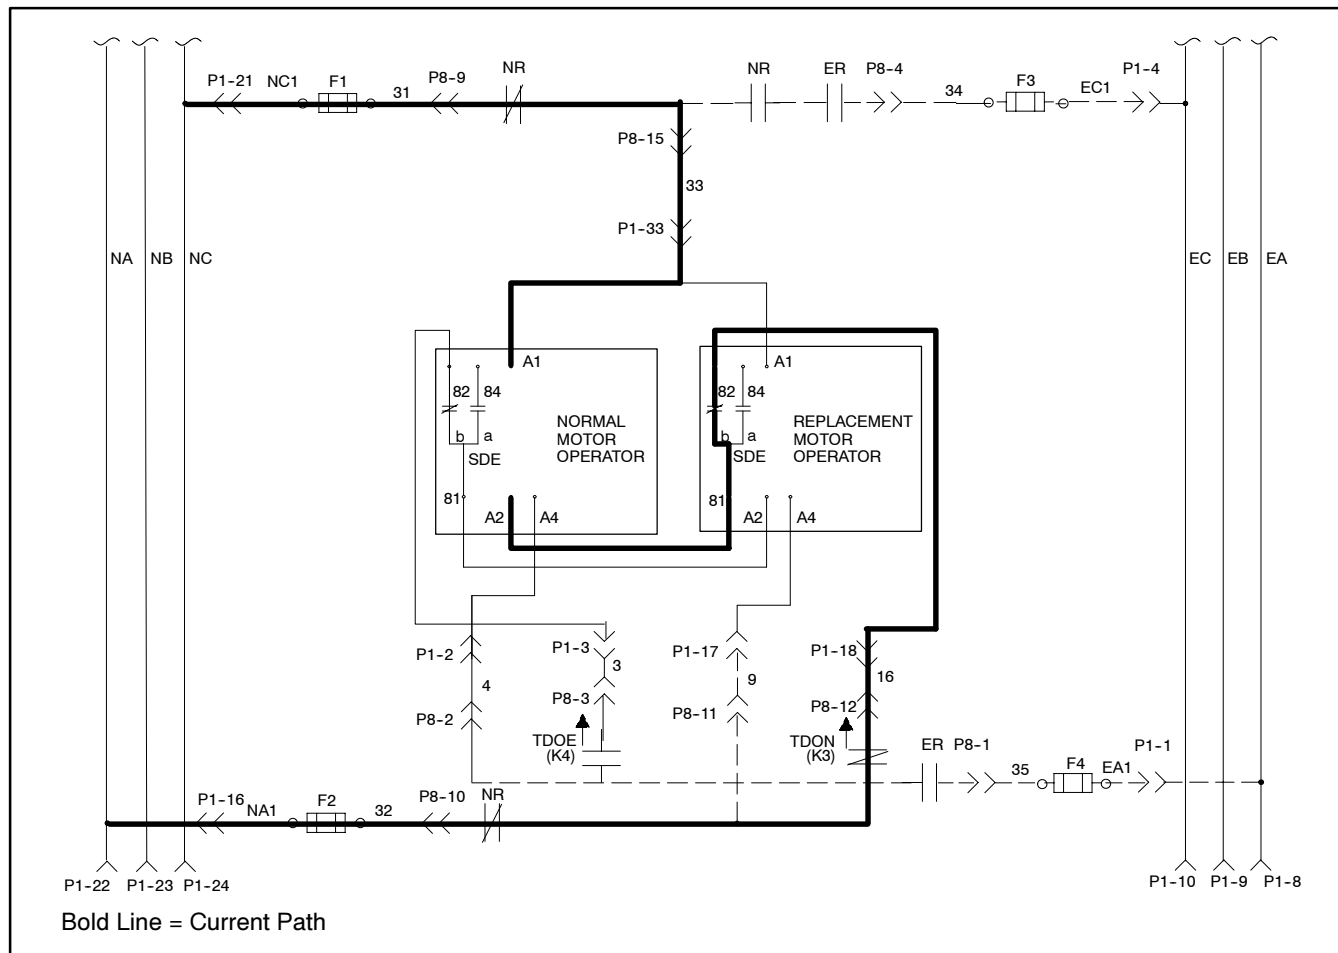 P1-21
NC1
F1
31
P8-9
NR
NR
ER
P8-4
34
F3
EC1
P1-4
P8-15
33
P1-33
NA
NB
NC
EC
EB
EA
A1
82
84
b
a
SDE
81
A2
A4
NORMAL
MOTOR
OPERATOR
A1
82
84
b
a
SDE
81
A2
A4
REPLACEMENT
MOTOR
OPERATOR
P1-2
4
P8-2
P1-3
3
P8-3
TDOE
(K4)
P1-17
9
P8-11
P1-18
16
P8-12
TDON
(K3)
ER
P8-1
35
F4
EA1
P1-1
P1-16
NA1
F2
32
P8-10
NR
P1-22
P1-23
P1-24
P1-10
P1-9
P1-8
Bold Line = Current Path